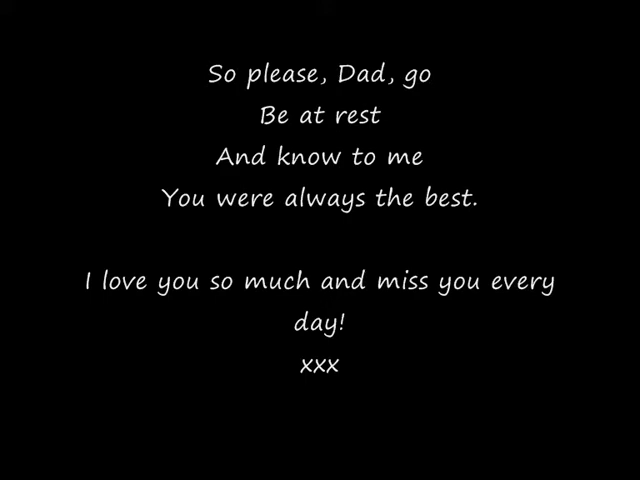 So please, Dad, go
Be at rest
And know to me
You were always the best.
I love you so much and miss you every
day!
xxx